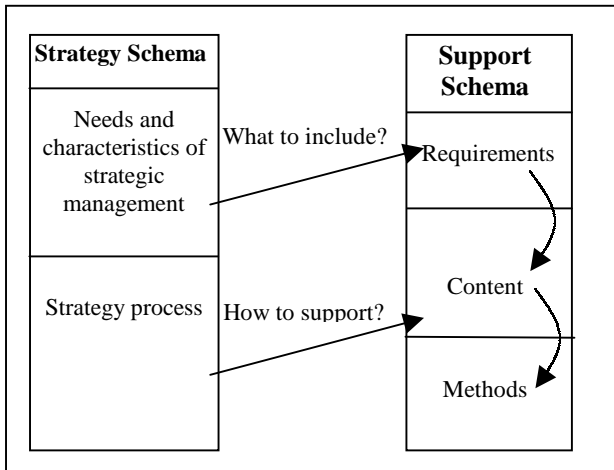 Strategy Schema
Needs and
characteristics of
strategic
management
Strategy process
What to include?
How to support?
Support
Schema
Requirements
Content
Methods